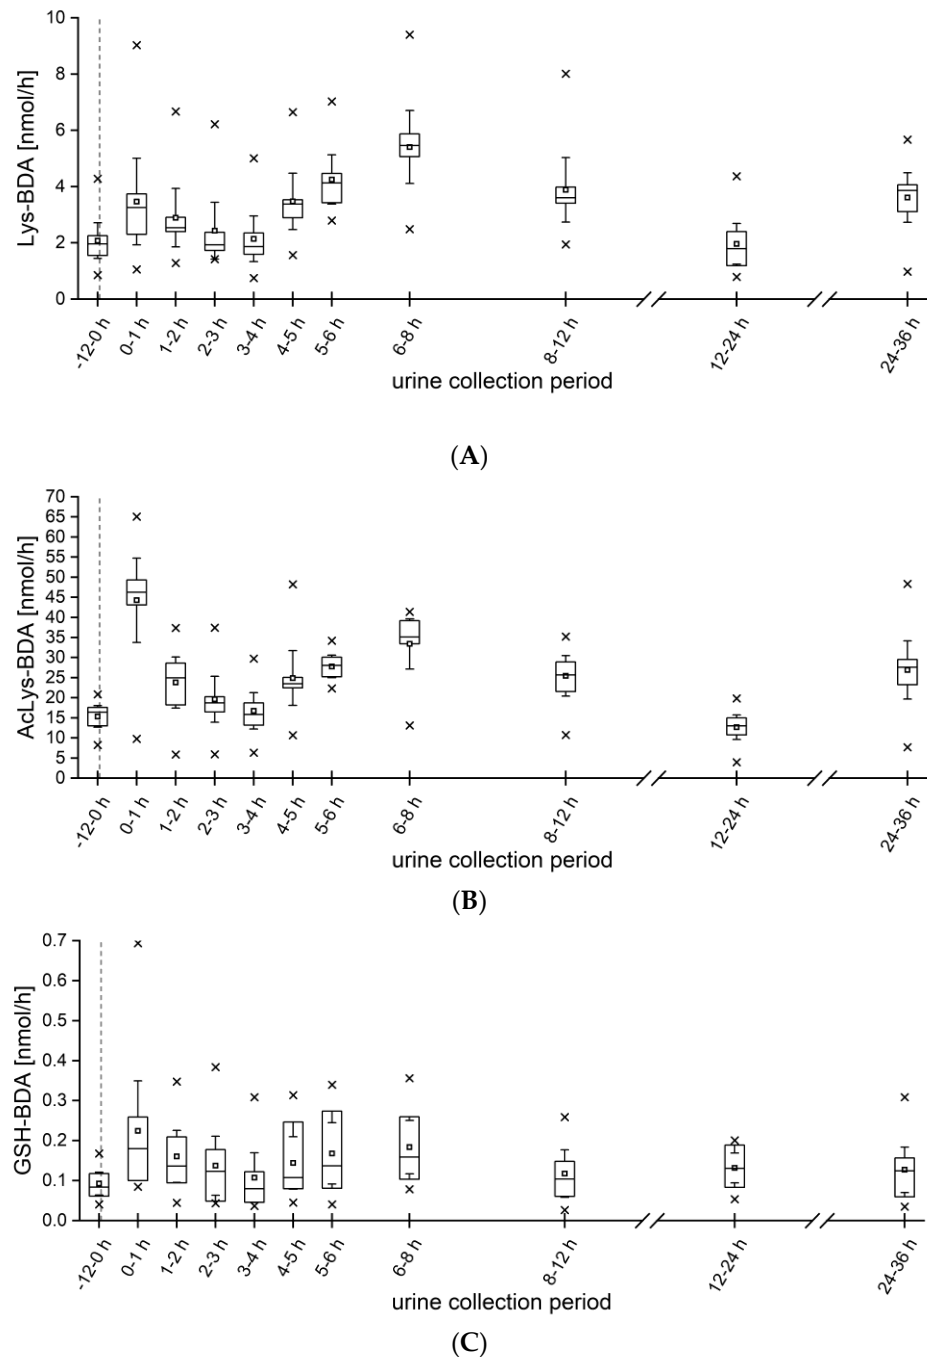 10
8
6
4
2
0
Lys-BDA [nmol/h]
-12-0 h
0-1 h
1-2 h
2-3 h
3-4 h
4-5 h
5-6 h
6-8 h
8-12 h
12-24 h
24-36 h
urine collection period
(A)
70
65
60
55
50
45
40
35
30
25
20
15
10
5
0
AcLys-BDA [nmol/h]
-12-0 h
0-1 h
1-2 h
2-3 h
3-4 h
4-5 h
5-6 h
6-8 h
8-12 h
12-24 h
24-36 h
urine collection period
(B)
0.7
0.6
0.5
0.4
0.3
0.2
0.1
0.0
GSH-BDA [nmol/h]
-12-0 h
0-1 h
1-2 h
2-3 h
3-4 h
4-5 h
5-6 h
6-8 h
8-12 h
12-24 h
24-36 h
urine collection period
(C)